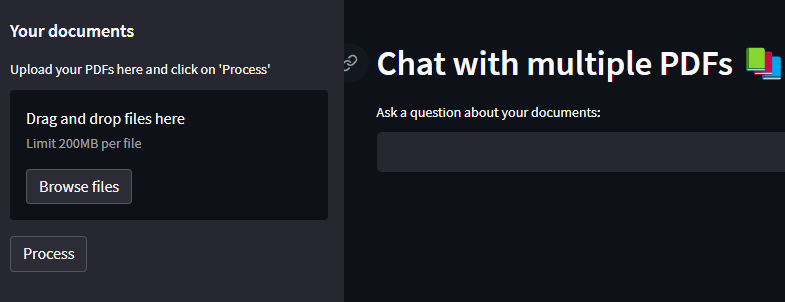 Your documents
Upload your PDFs here and click on 'Process'
Drag and drop files here
Limit 200MB per file
Browse files
Process
Chat with multiple PDFs 📚
Ask a question about your documents: